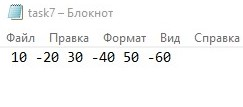 task7 – Блокнот
Файл Правка Формат Вид Справка
10 -20 30 -40 50 -60